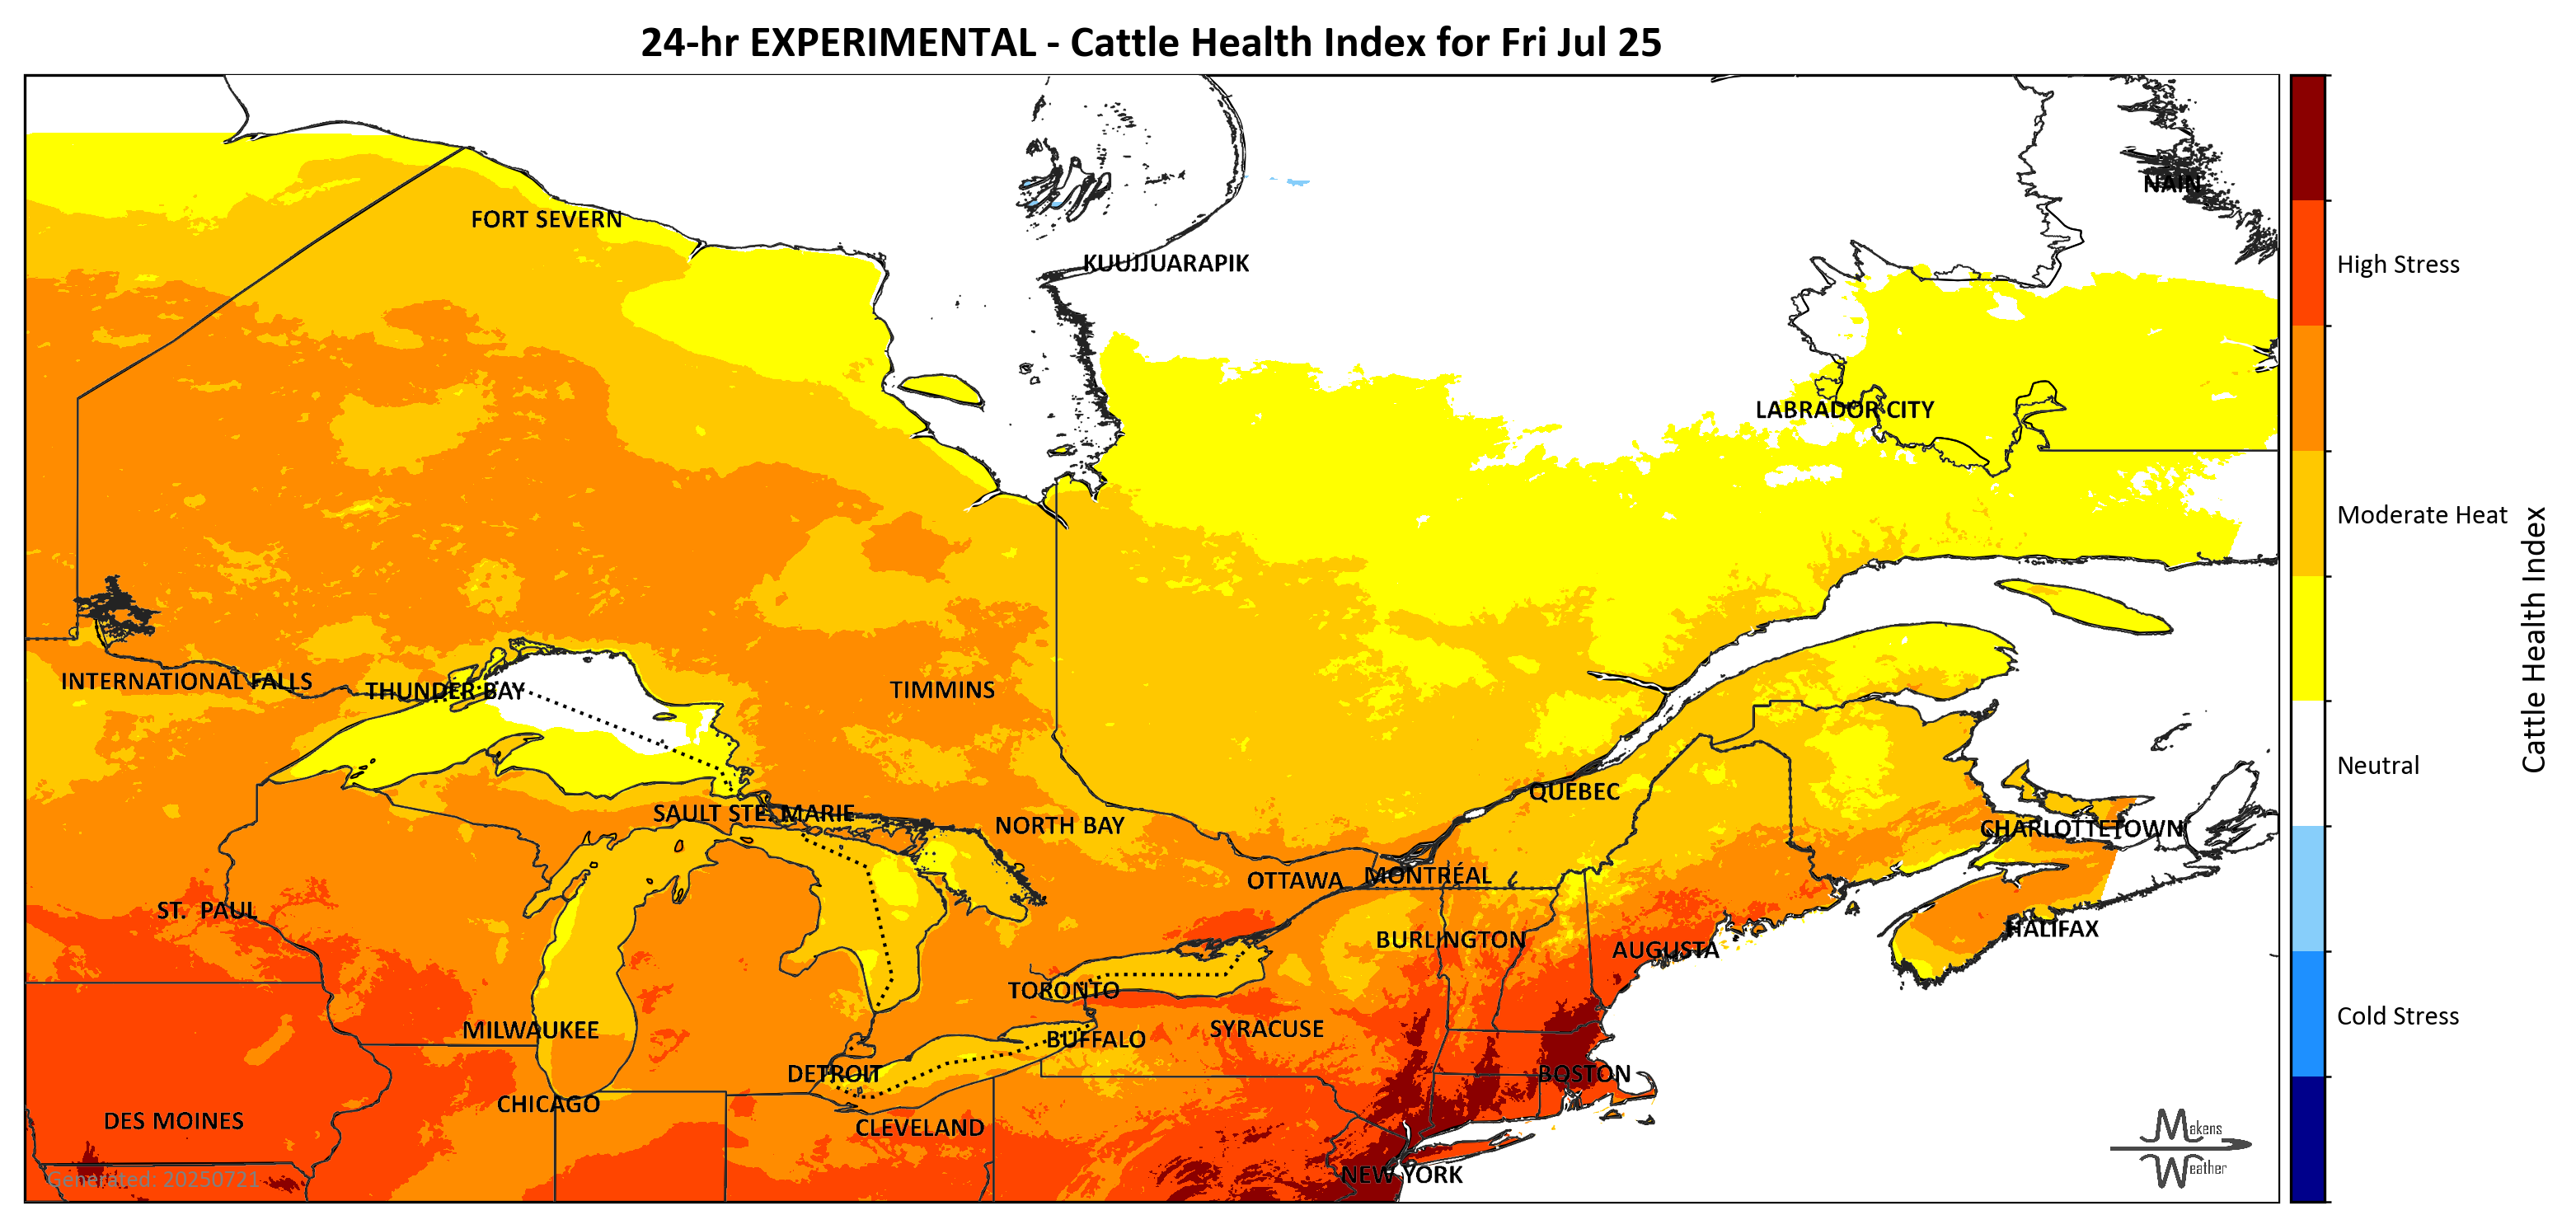 24-hr EXPERIMENTAL - Cattle Health Index for Fri Jul 25
NAIN
FORT SEVERN
KUUJJUARAPIK
High Stress
LABRADOR CITY
Moderate Heat
Cattle Health Index
INTERNATIONAL FALLS
THUNDER BAY
TIMMINS
Neutral
QUEBEC
SAULT STE. MARIE
NORTH BAY
CHARLOTTETOWN
OTTAWA
MONTRÉAL
ST.  PAUL
HALIFAX
BURLINGTON
AUGUSTA
TORONTO
Cold Stress
MILWAUKEE
SYRACUSE
BUFFALO
DETROIT
BOSTON
CHICAGO
DES MOINES
CLEVELAND
NEW YORK
Makens
Weather
Generated: 20250721